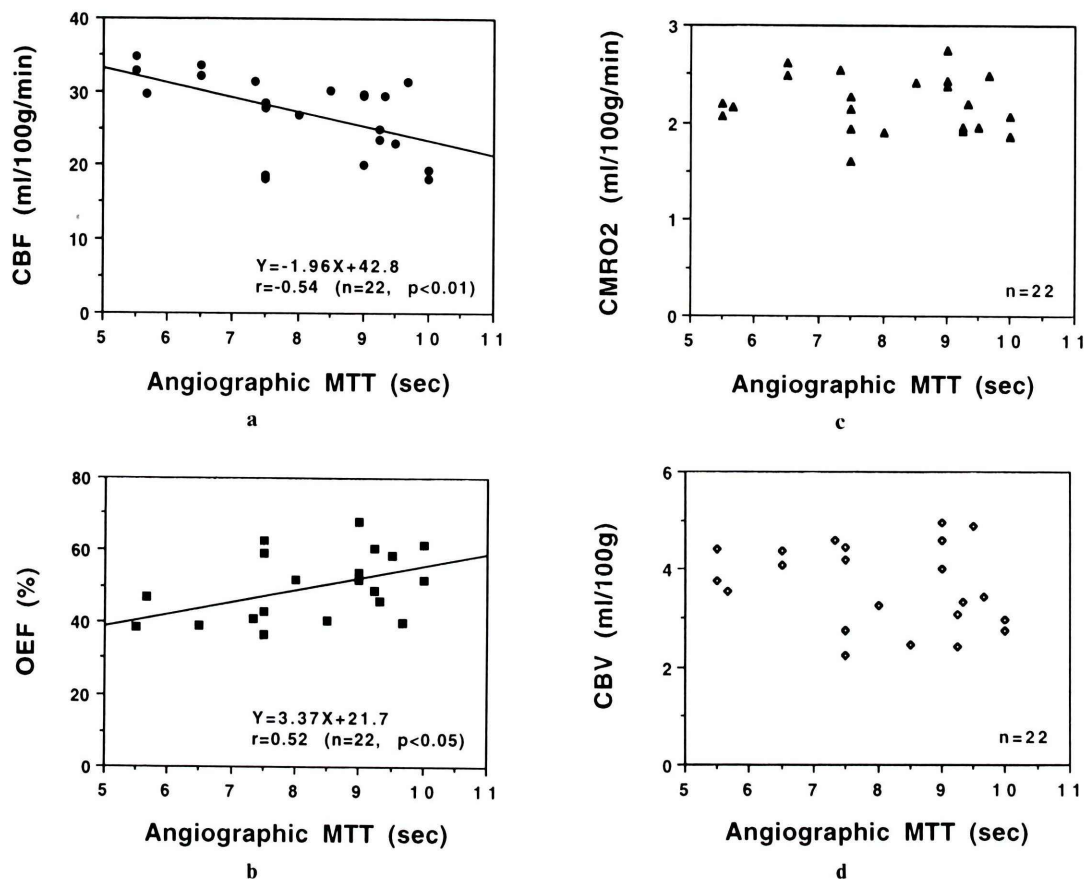 CBF (ml/100g/min)
40
30
20
10
0
Y=-1.96X+42.8
r=-0.54 (n=22, p<0.01)
5 6 7 8 9 10 11
Angiographic MTT (sec)
a
CMRO2 (ml/100g/min)
3
2
1
0
n=22
5 6 7 8 9 10 11
Angiographic MTT (sec)
c
OEF (%)
80
60
40
20
0
Y=3.37X+21.7
r=0.52 (n=22, p<0.05)
5 6 7 8 9 10 11
Angiographic MTT (sec)
b
CBV (ml/100g)
6
4
2
0
n=22
5 6 7 8 9 10 11
Angiographic MTT (sec)
d